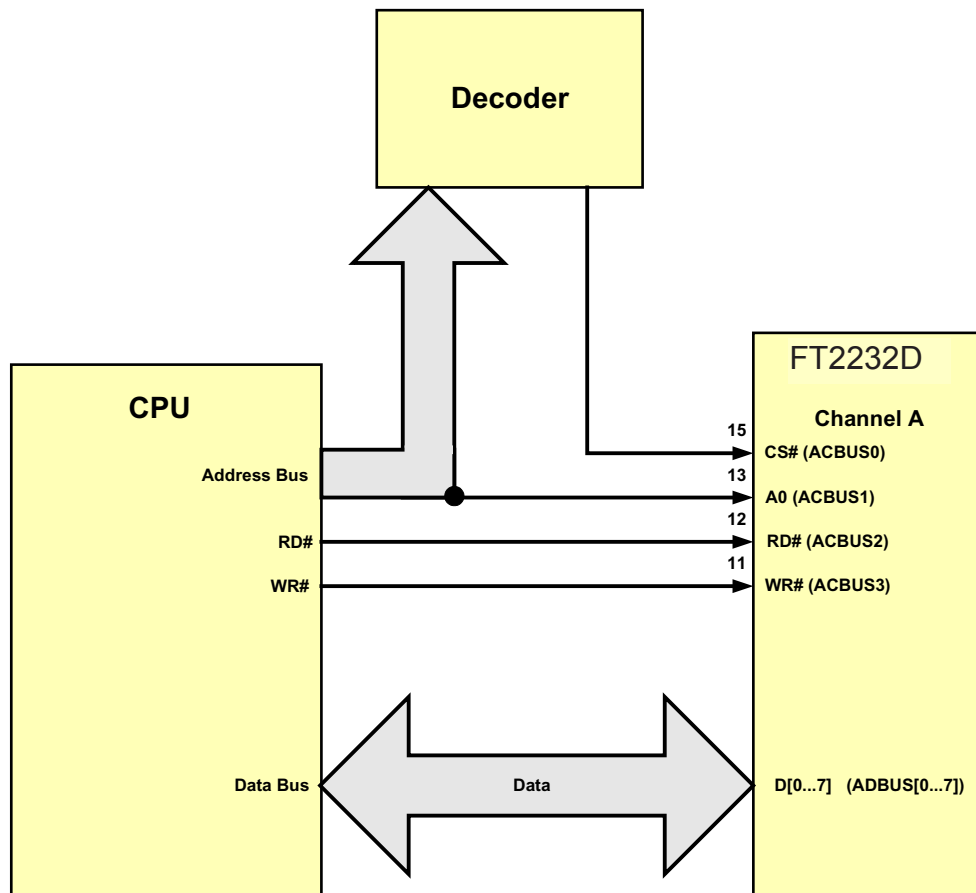 Decoder
CPU
Address Bus
RD#
WR#
Data Bus
Data
FT2232D
Channel A
15
CS# (ACBUS0)
13
A0 (ACBUS1)
12
RD# (ACBUS2)
11
WR# (ACBUS3)
D[0...7] (ADBUS[0...7])